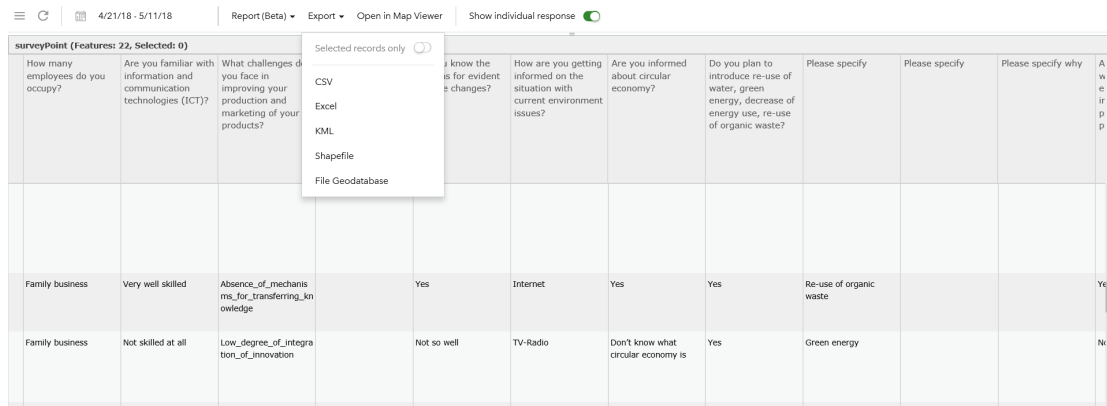 4/21/18 - 5/11/18 Report (Beta) Export Open in Map Viewer Show individual response
surveyPoint (Features: 22, Selected: 0)
Selected records only
CSV
Excel
KML
Shapefile
File Geodatabase
How many
employees do you
occupy?
Are you familiar with
information and
communication
technologies (ICT)?
What challenges d
you face in
improving your
production and
marketing of your
products?
know the
s for evident
e changes?
How are you getting
informed on the
situation with
current environment
issues?
Are you informed
about circular
economy?
Do you plan to
introduce re-use of
water, green
energy, decrease of
energy use, re-use
of organic waste?
Please specify
Please specify
Please specify why
Family business
Very well skilled
Absence_of_mechanis
ms_for_transferring_kn
owledge
Yes
Internet
Yes
Yes
Re-use of organic
waste
Ye
Family business
Not skilled at all
Low_degree_of_integra
tion_of_innovation
Not so well
TV-Radio
Don't know what
circular economy is
Yes
Green energy